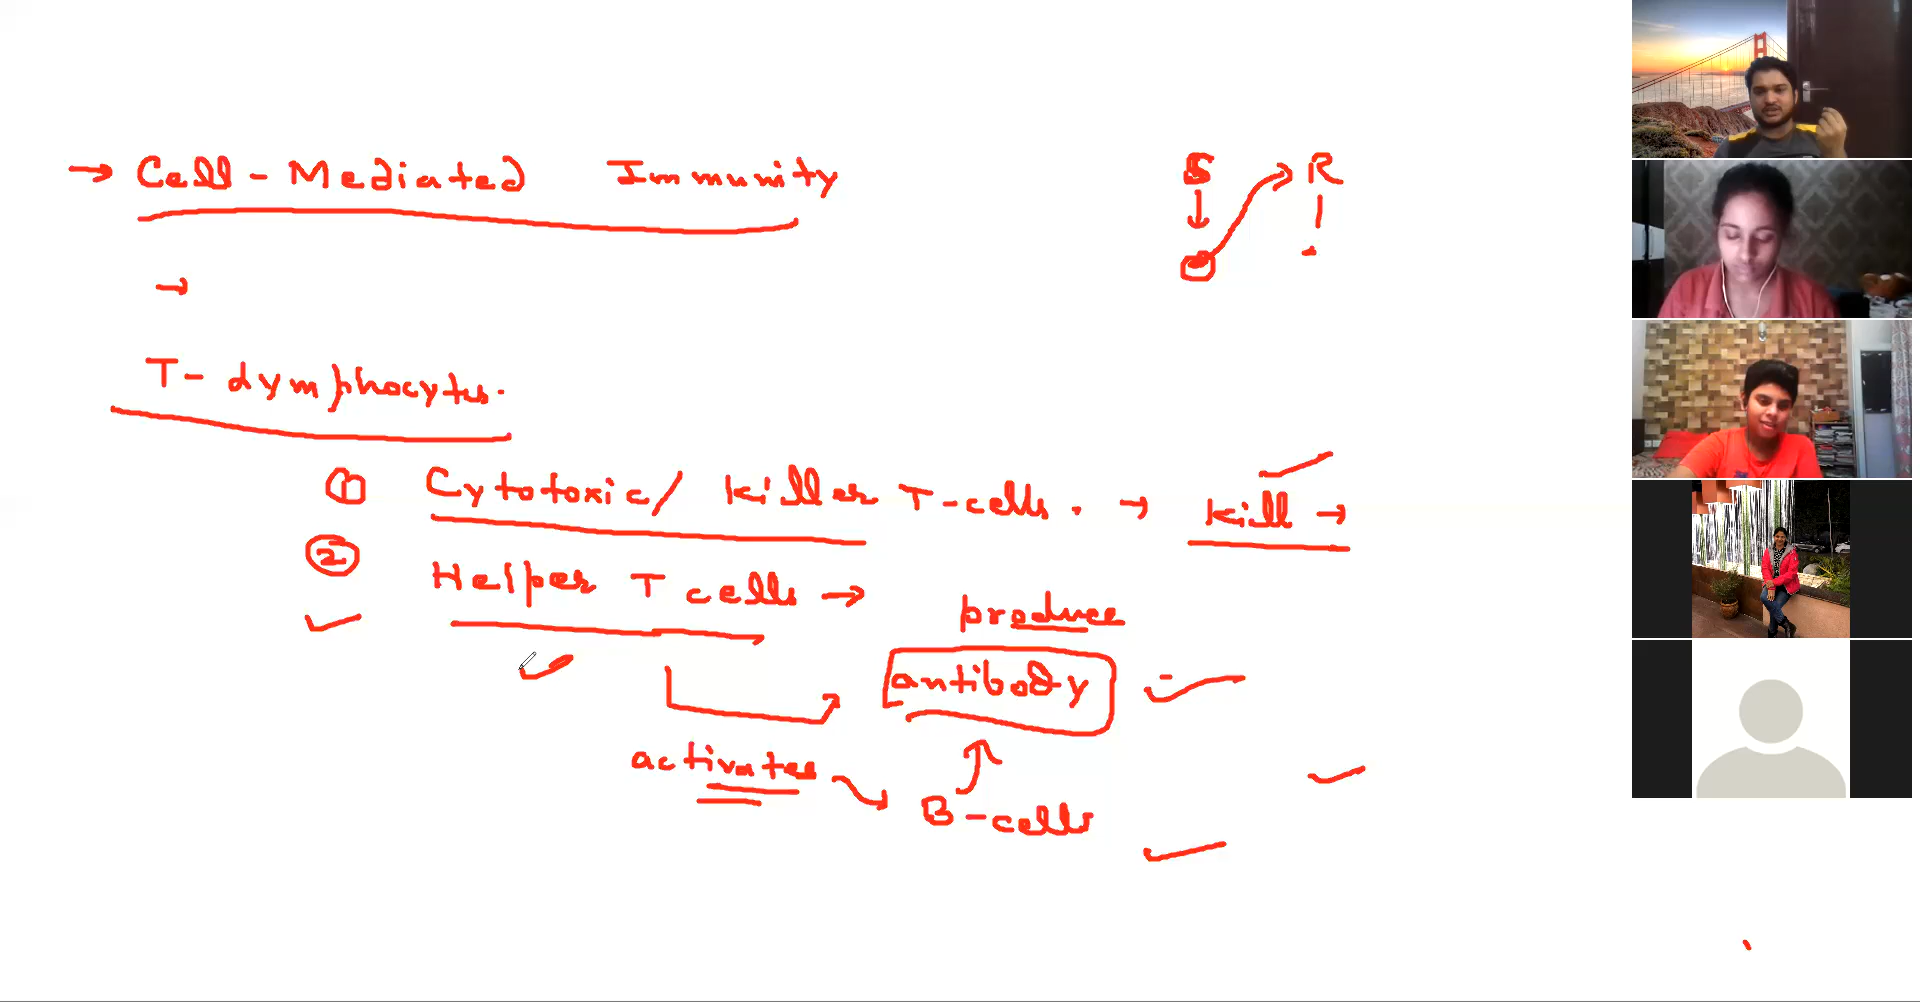 → Cell - Mediated Immunity
S → R
→
T - Lymphocytes.
① Cytotoxic / Killer T-cells. → Kill →
② Helper T cells →
produce
antibody
activates
B-cells